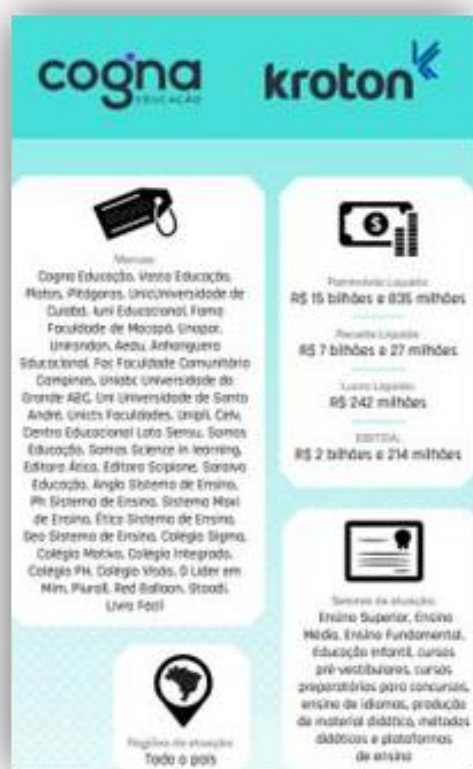 cogna
EDUCAÇÃO
kroton
Marcas:
Cogna Educação, Vasta Educação,
Platos, Pitágoras, Unic/Universidade de
Cuiabá, Iuni Educacional, Fama
Faculdade de Macapá, Unopar,
Unirondon, Aedu, Anhanguera
Educacional, Fac Faculdade Comunitária
Campinas, Uniabc Universidade do
Grande ABC, Uni Universidade de Santo
André, Unicts Faculdades, Unipli, Celv,
Centro Educacional Lato Sensu, Somos
Educação, Somos Science in learning,
Editora Ática, Editora Scipione, Saraiva
Educação, Anglo Sistema de Ensino,
Ph Sistema de Ensino, Sistema Maxi
de Ensino, Ético Sistema de Ensino,
Geo Sistema de Ensino, Colégio Sigma,
Colégio Motivo, Colégio Integrado,
Colégio PH, Colégio Visão, O Líder em
Mim, Plurall, Red Balloon, Stoodi,
Livro Fácil
Regiões de atuação:
Todo o país
Patrimônio Líquido:
R$ 15 bilhões e 835 milhões
Receita Líquida:
R$ 7 bilhões e 27 milhões
Lucro Líquido:
R$ 242 milhões
EBITDA:
R$ 2 bilhões e 214 milhões
Setores de atuação:
Ensino Superior, Ensino
Médio, Ensino Fundamental,
Educação Infantil, cursos
pré-vestibulares, cursos
preparatórios para concursos,
ensino de idiomas, produção
de material didático, métodos
didáticos e plataformas
de ensino